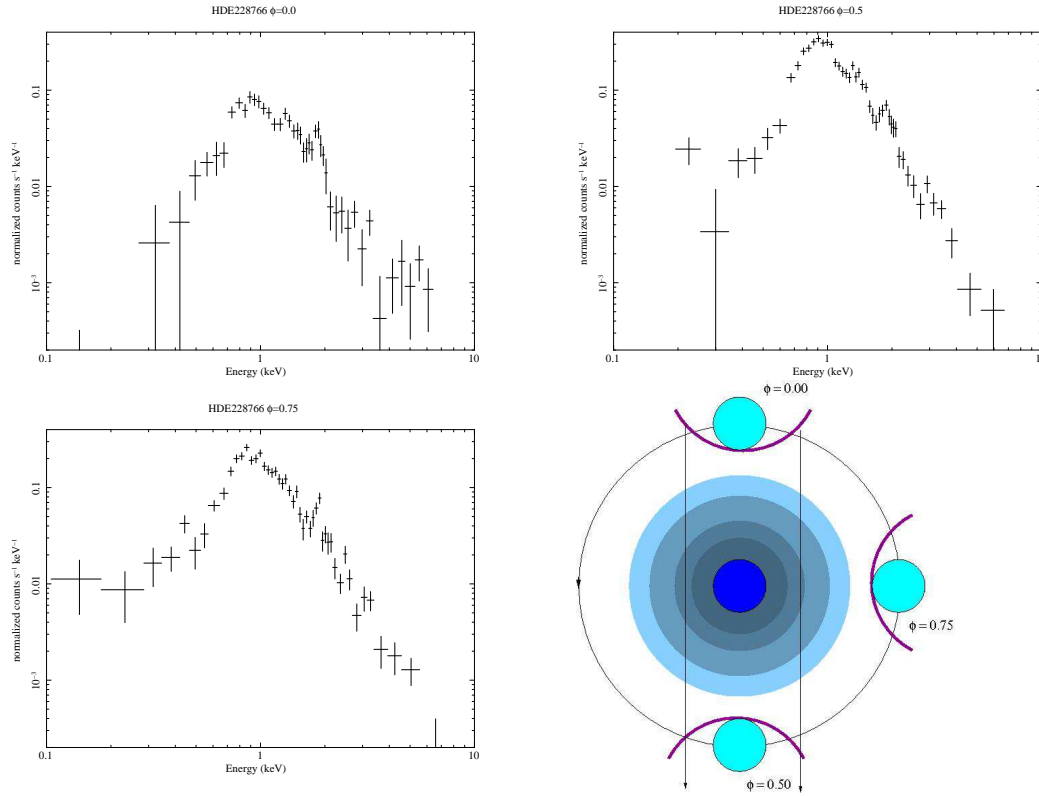 HDE228766 ϕ=0.0
normalized counts s⁻¹ keV⁻¹
0.1
0.01
10⁻³
0.1
1
10
Energy (keV)
HDE228766 ϕ=0.5
normalized counts s⁻¹ keV⁻¹
0.1
0.01
10⁻³
0.1
1
1
Energy (keV)
HDE228766 ϕ=0.75
normalized counts s⁻¹ keV⁻¹
0.1
0.01
10⁻³
0.1
1
10
Energy (keV)
ϕ = 0.00
ϕ = 0.75
ϕ = 0.50